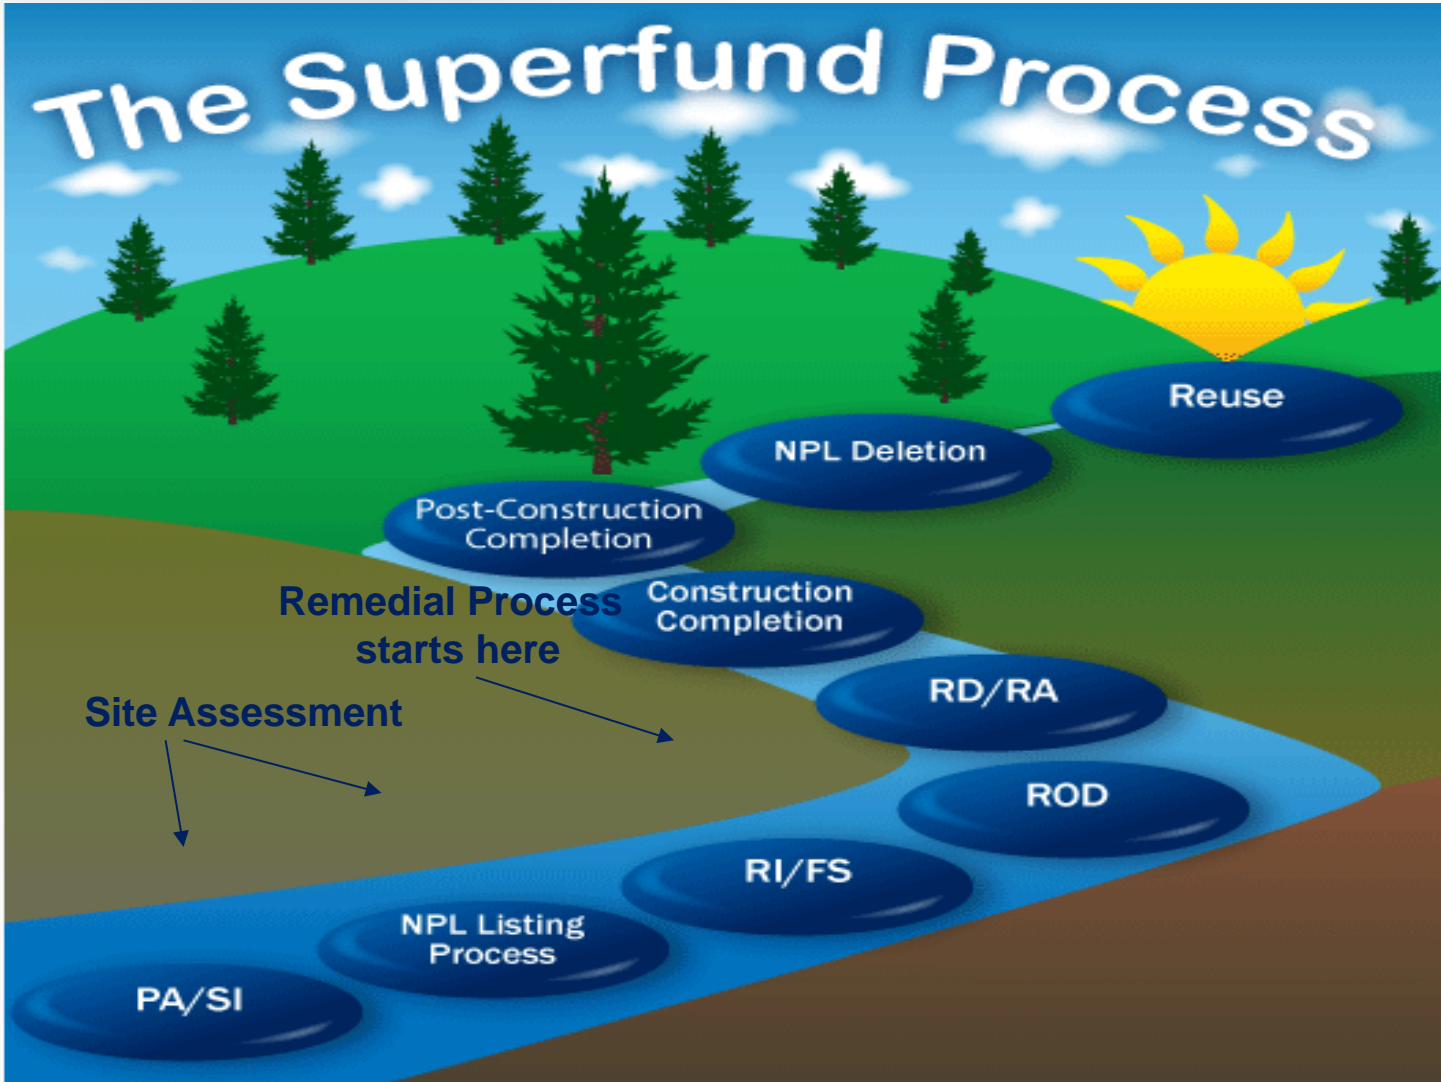 The Superfund Process
Reuse
NPL Deletion
Post-Construction
Completion
Construction
Completion
Remedial Process
starts here
RD/RA
Site Assessment
ROD
RI/FS
NPL Listing
Process
PA/SI